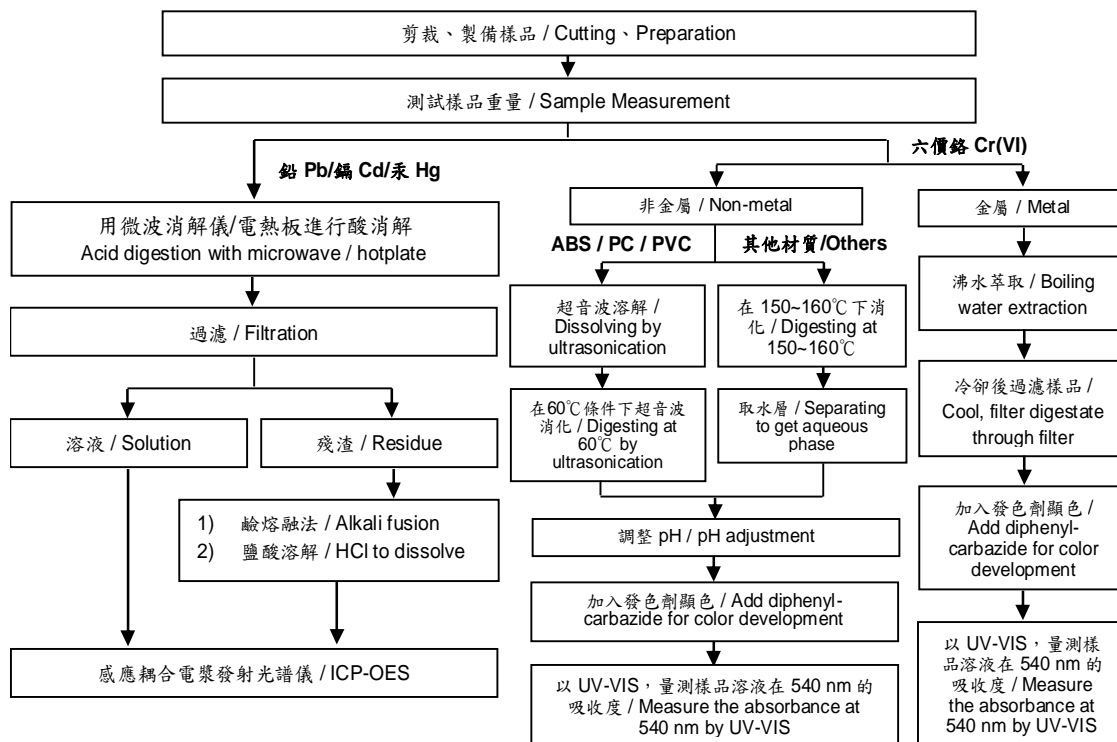 剪裁、製備樣品 / Cutting、Preparation
測試樣品重量 / Sample Measurement
鉛 Pb/鎘 Cd/汞 Hg
六價鉻 Cr(VI)
用微波消解儀/電熱板進行酸消解
Acid digestion with microwave / hotplate
非金屬 / Non-metal
金屬 / Metal
ABS / PC / PVC
其他材質/Others
過濾 / Filtration
超音波溶解 /
Dissolving by
ultrasonication
在 150~160℃ 下消
化 / Digesting at
150~160℃
沸水萃取 / Boiling
water extraction
溶液 / Solution
殘渣 / Residue
在60℃條件下超音波
消化 / Digesting at
60℃ by
ultrasonication
取水層 / Separating
to get aqueous
phase
冷卻後過濾樣品 /
Cool, filter digestate
through filter
1) 鹼熔融法 / Alkali fusion
2) 鹽酸溶解 / HCl to dissolve
調整 pH / pH adjustment
加入發色劑顯色 /
Add diphenyl-
carbazide for color
development
加入發色劑顯色 / Add diphenyl-
carbazide for color development
感應耦合電漿發射光譜儀 / ICP-OES
以 UV-VIS，量測樣品溶液在 540 nm 的
吸收度 / Measure the absorbance at
540 nm by UV-VIS
以 UV-VIS，量測樣
品溶液在 540 nm 的
吸收度 / Measure
the absorbance at
540 nm by UV-VIS